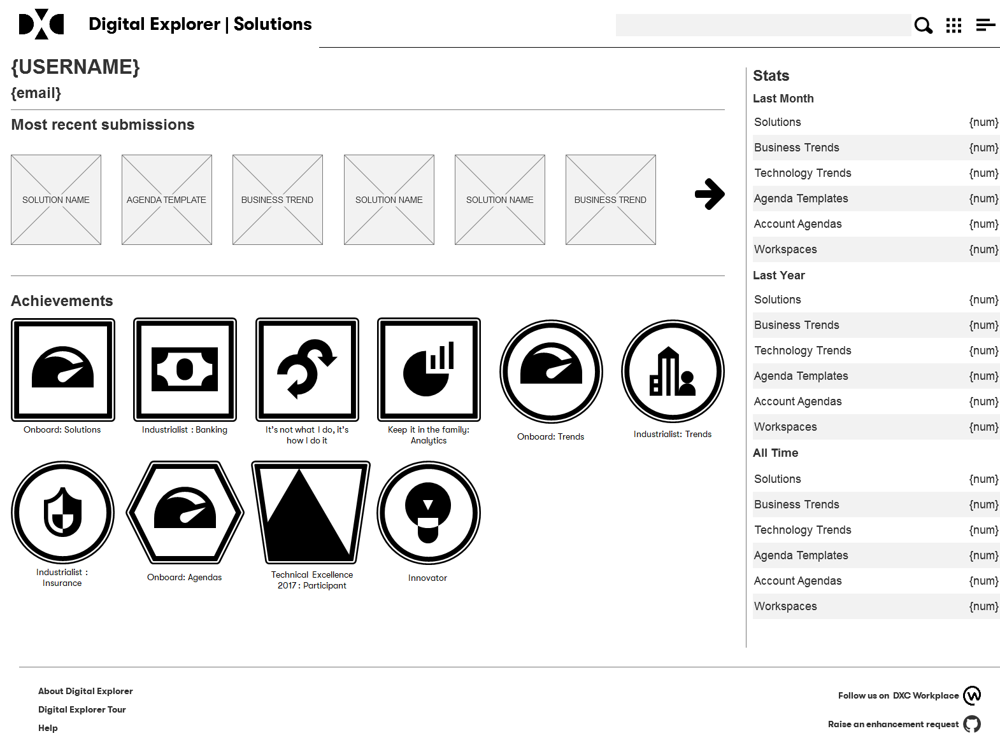 DXC
Digital Explorer | Solutions
{USERNAME}
{email}
Most recent submissions
SOLUTION NAME
AGENDA TEMPLATE
BUSINESS TREND
SOLUTION NAME
SOLUTION NAME
BUSINESS TREND
Achievements
Onboard: Solutions
Industrialist : Banking
It's not what I do, it's
how I do it
Keep it in the family:
Analytics
Onboard: Trends
Industrialist: Trends
Industrialist :
Insurance
Onboard: Agendas
Technical Excellence
2017 : Participant
Innovator
Stats
Last Month
Solutions {num}
Business Trends {num}
Technology Trends {num}
Agenda Templates {num}
Account Agendas {num}
Workspaces {num}
Last Year
Solutions {num}
Business Trends {num}
Technology Trends {num}
Agenda Templates {num}
Account Agendas {num}
Workspaces {num}
All Time
Solutions {num}
Business Trends {num}
Technology Trends {num}
Agenda Templates {num}
Account Agendas {num}
Workspaces {num}
About Digital Explorer
Digital Explorer Tour
Help
Follow us on DXC Workplace
Raise an enhancement request